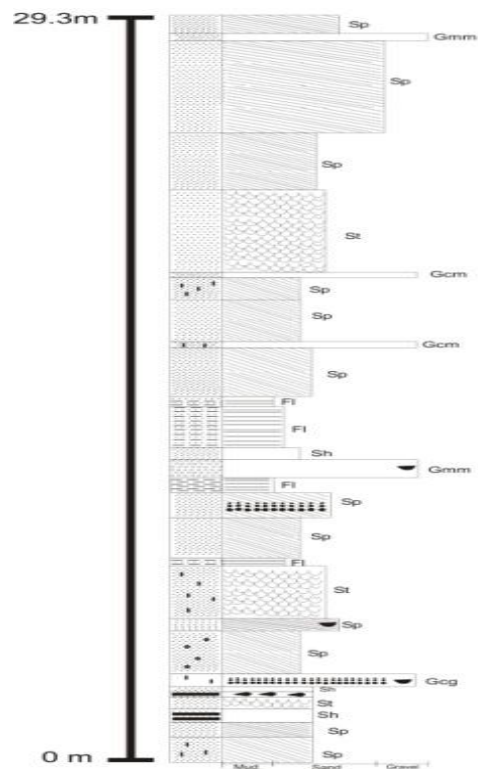 29.3m
Sp
Gmm
Sp
Sp
St
Gcm
Sp
Sp
Gcm
Sp
Fl
Fl
Sh
Gmm
Fl
Sp
Sp
Fl
St
Sp
Sp
Gcg
Sh
St
Sh
Sp
Sp
0 m
Mud Sand Gravel